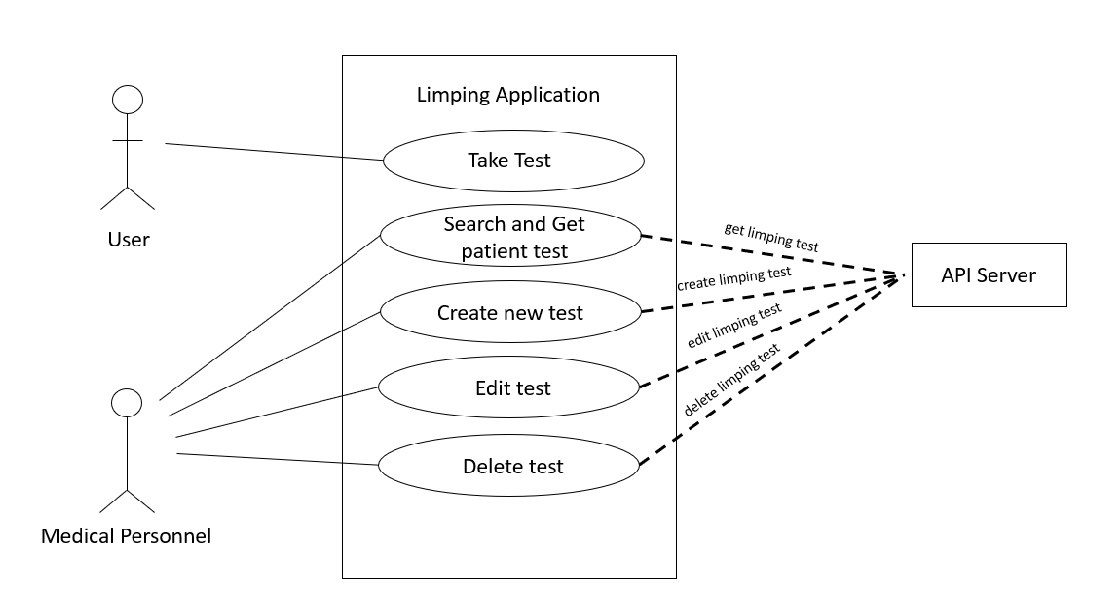 Limping Application
Take Test
User
Search and Get
patient test
get limping test
API Server
Create new test
create limping test
Edit test
edit limping test
Delete test
delete limping test
Medical Personnel